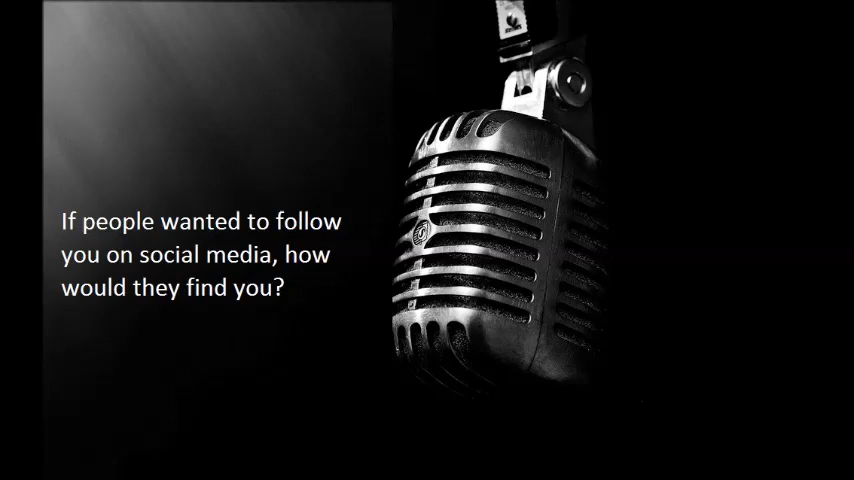 If people wanted to follow
you on social media, how
would they find you?